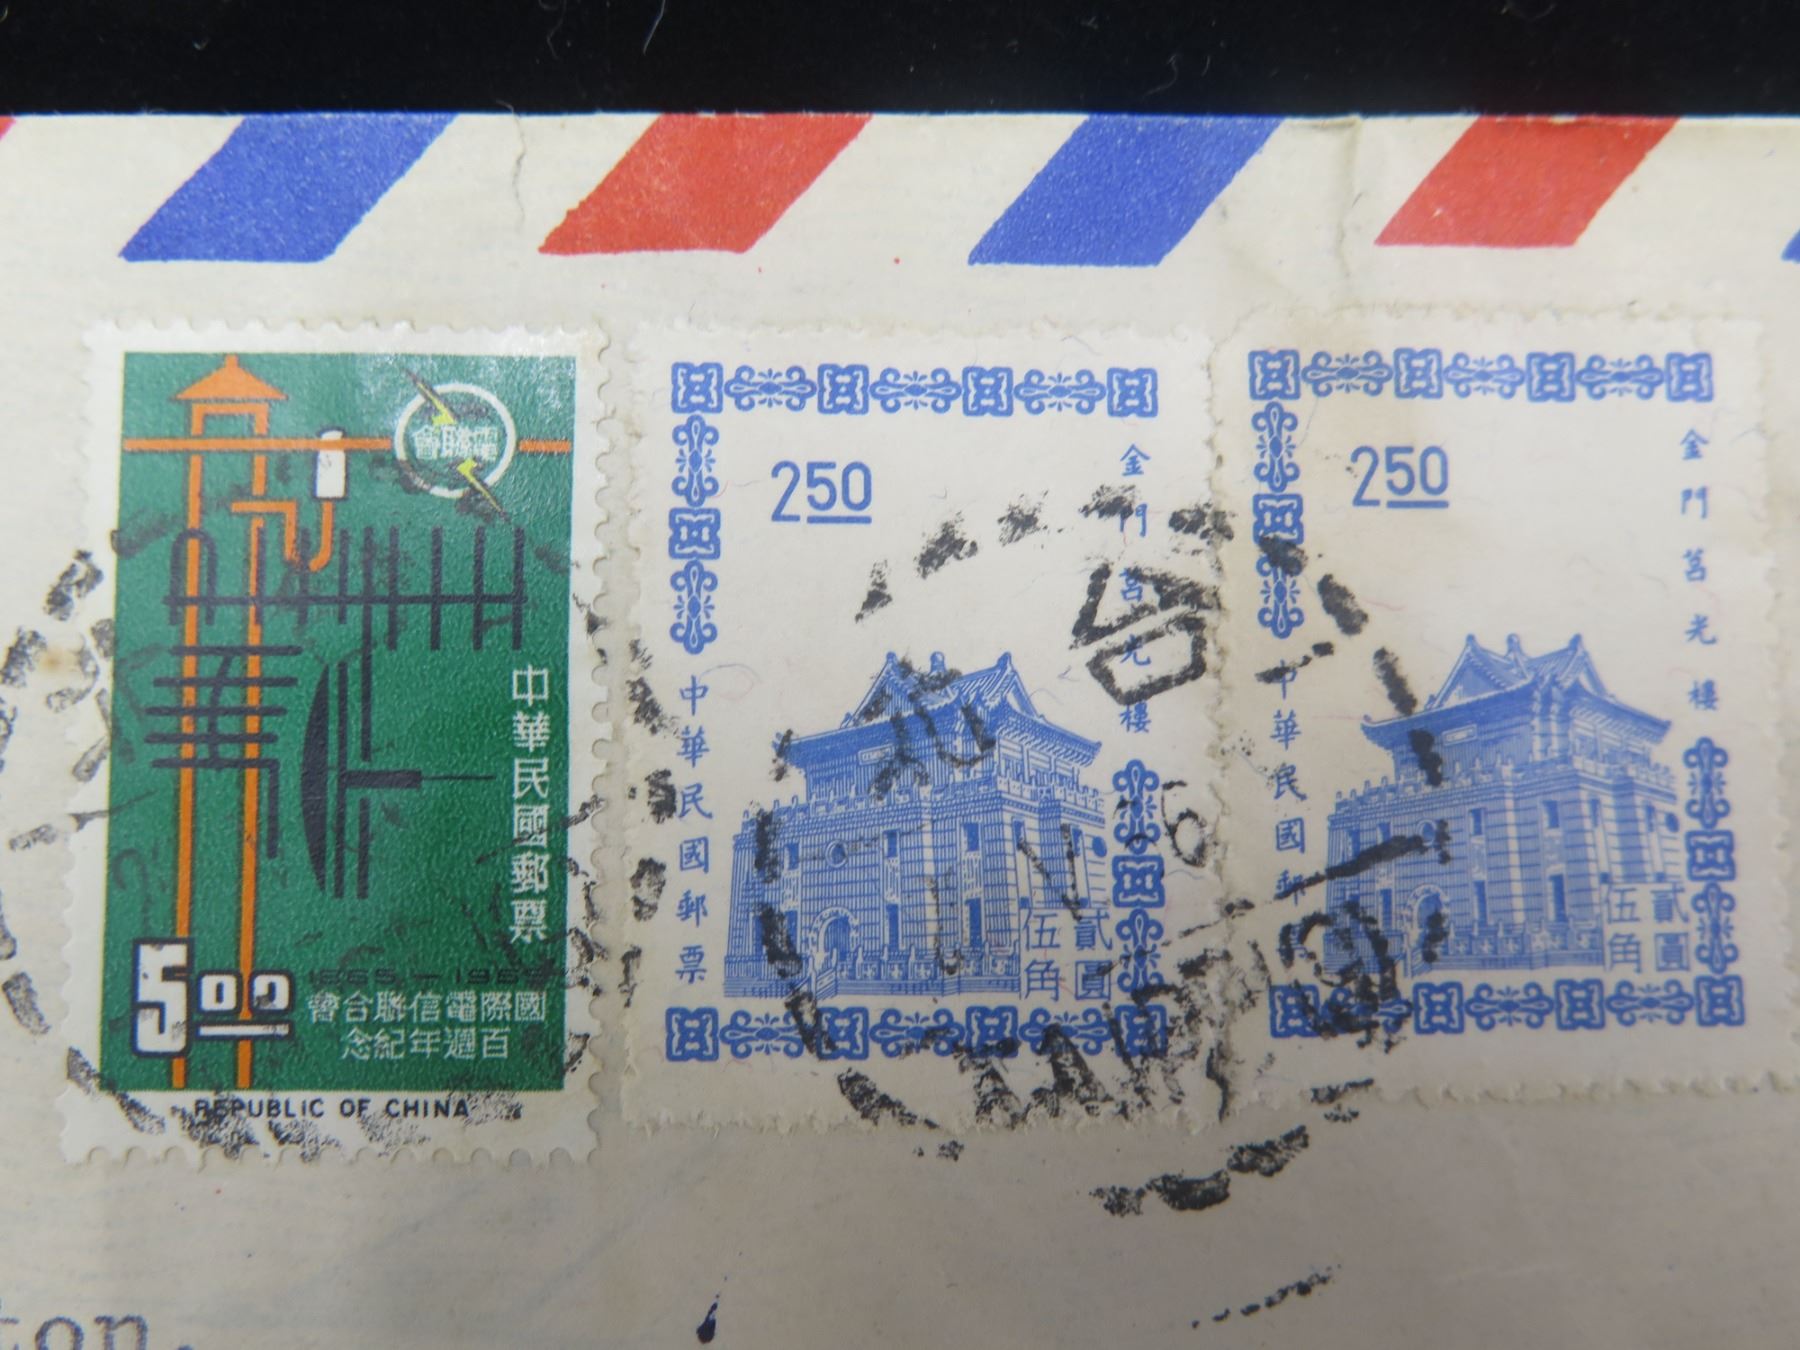 電聯會
中華民國郵票
5.00
1865-1965
國際電信聯合會
百週年紀念
REPUBLIC OF CHINA
2.50
金門莒光樓
中華民國郵票
貳圓
伍角
2.50
金門莒光樓
中華民國郵
貳圓
伍角
台北
TAIPEI
ton.